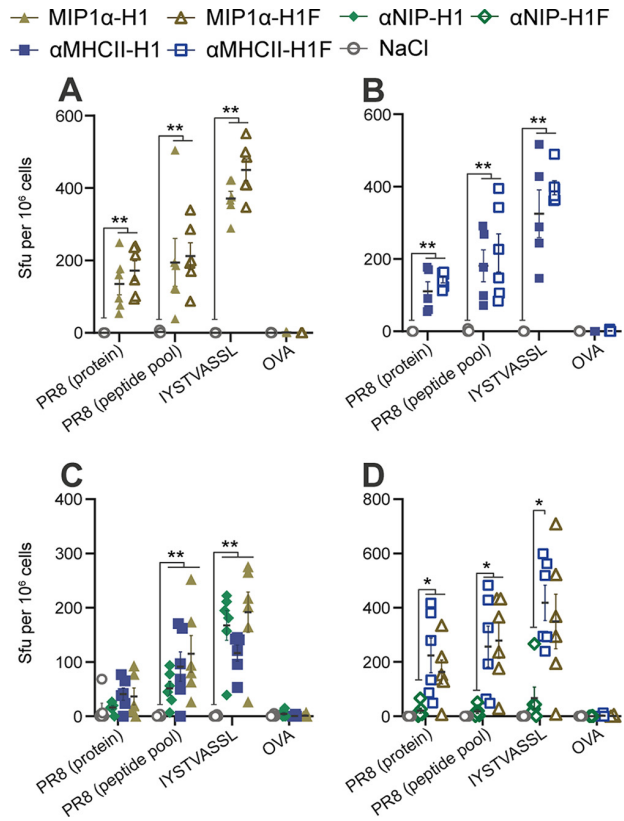 MIP1α-H1 MIP1α-H1F αNIP-H1 αNIP-H1F
αMHCII-H1 αMHCII-H1F NaCl
A B
600 600
** ** ** ** ** **
400 400
Sfu per 10⁶ cells
200 200
0 0
PR8 (protein) PR8 (peptide pool) IYSTVASSL OVA PR8 (protein) PR8 (peptide pool) IYSTVASSL OVA
C D
400 800
** ** * * *
300 600
Sfu per 10⁶ cells
200 400
100 200
0 0
PR8 (protein) PR8 (peptide pool) IYSTVASSL OVA PR8 (protein) PR8 (peptide pool) IYSTVASSL OVA